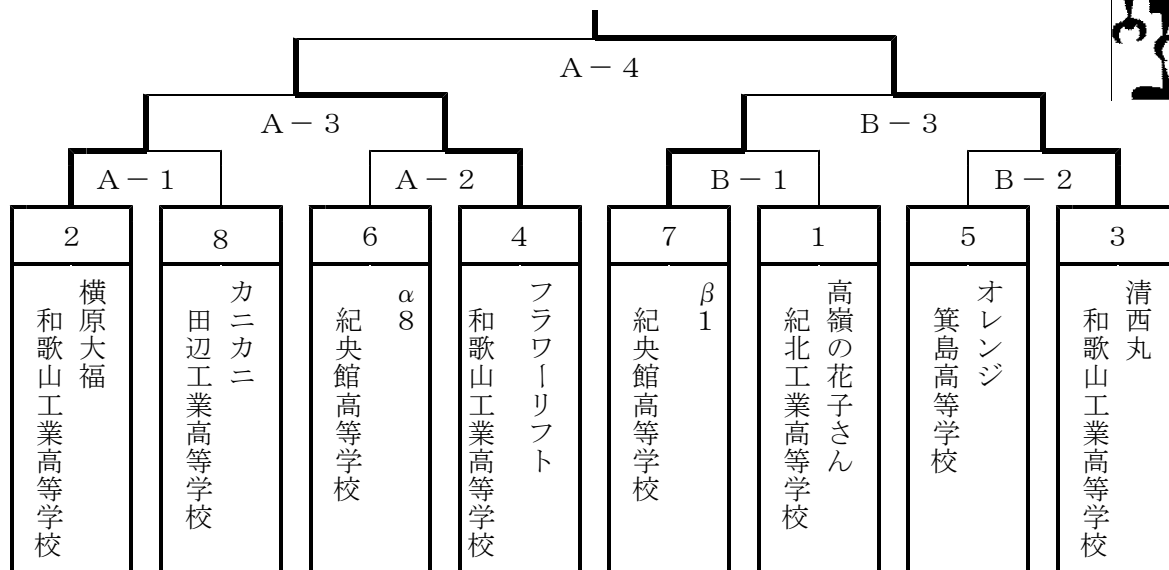 A－4
A－3
B－3
A－1
A－2
B－1
B－2
2
8
6
4
7
1
5
3
横原大福
和歌山工業高等学校
カニカニ
田辺工業高等学校
α8
紀央館高等学校
フラワーリフト
和歌山工業高等学校
β1
紀央館高等学校
高嶺の花子さん
紀北工業高等学校
オレンジ
箕島高等学校
清西丸
和歌山工業高等学校